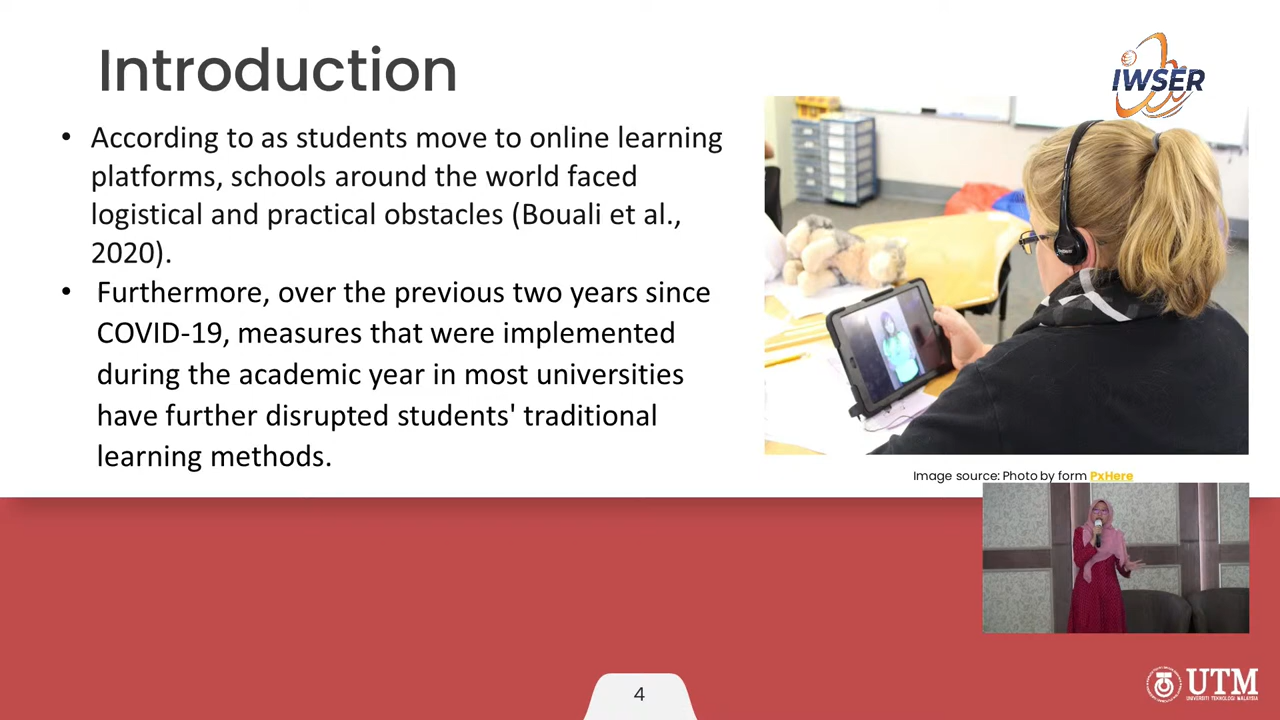 Introduction
IWSER
• According to as students move to online learning
platforms, schools around the world faced
logistical and practical obstacles (Bouali et al.,
2020).
• Furthermore, over the previous two years since
COVID-19, measures that were implemented
during the academic year in most universities
have further disrupted students' traditional
learning methods.
Image source: Photo by form PxHere
4
UTM
UNIVERSITI TEKNOLOGI MALAYSIA